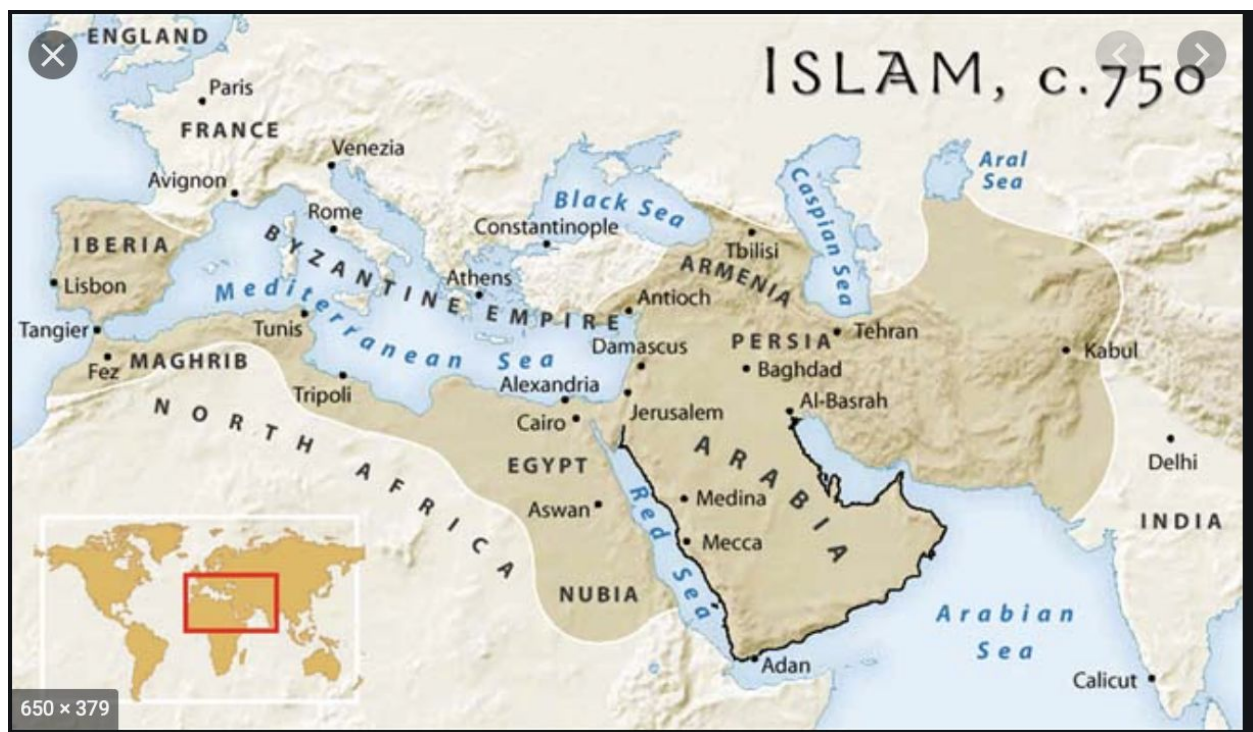 ISLAM, c.750
ENGLAND
Paris
FRANCE
Venezia
Avignon
Rome
Black Sea
Aral
Sea
Caspian Sea
Constantinople
IBERIA
BYZANTINE EMPIRE
Tbilisi
ARMENIA
Lisbon
Athens
Mediterranean Sea
Antioch
Tangier
Tunis
Damascus
PERSIA
Tehran
Kabul
Fez
MAGHRIB
Baghdad
Tripoli
Alexandria
Al-Basrah
Cairo
Jerusalem
NORTH AFRICA
ARABIA
EGYPT
Delhi
Aswan
Red Sea
Medina
INDIA
Mecca
NUBIA
Arabian
Sea
Adan
Calicut
650 × 379